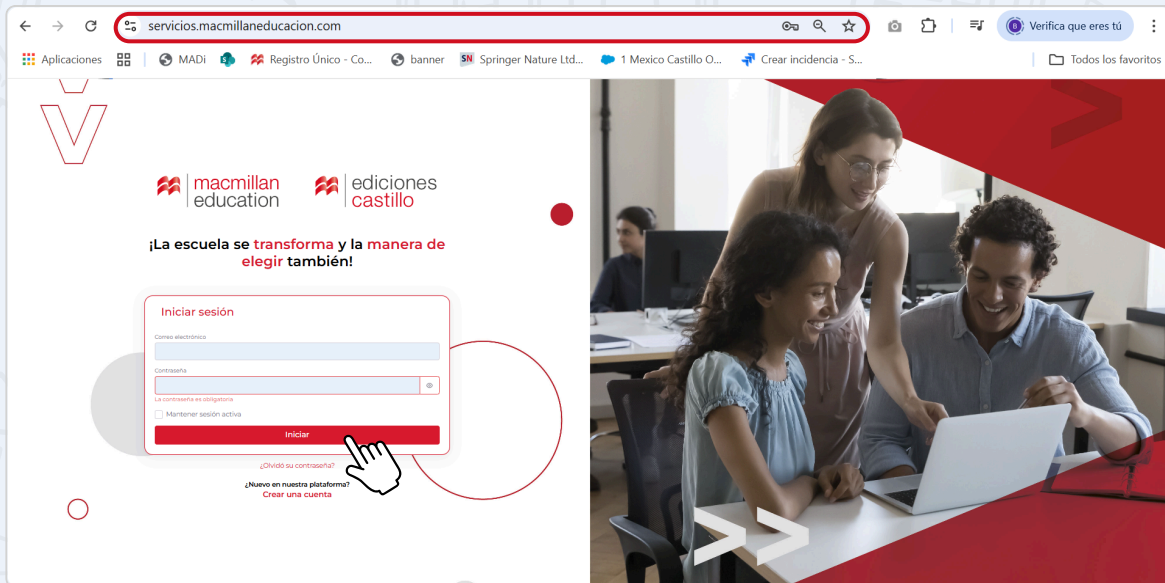 servicios.macmillaneducacion.com
B Verifica que eres tú
Aplicaciones
MADi
Registro Único - Co...
banner
SN Springer Nature Ltd...
1 Mexico Castillo O...
Crear incidencia - S...
Todos los favoritos
macmillan education
ediciones castillo
¡La escuela se transforma y la manera de
elegir también!
Iniciar sesión
Correo electrónico
Contraseña
La contraseña es obligatoria
Mantener sesión activa
Iniciar
¿Olvidó su contraseña?
¿Nuevo en nuestra plataforma?
Crear una cuenta